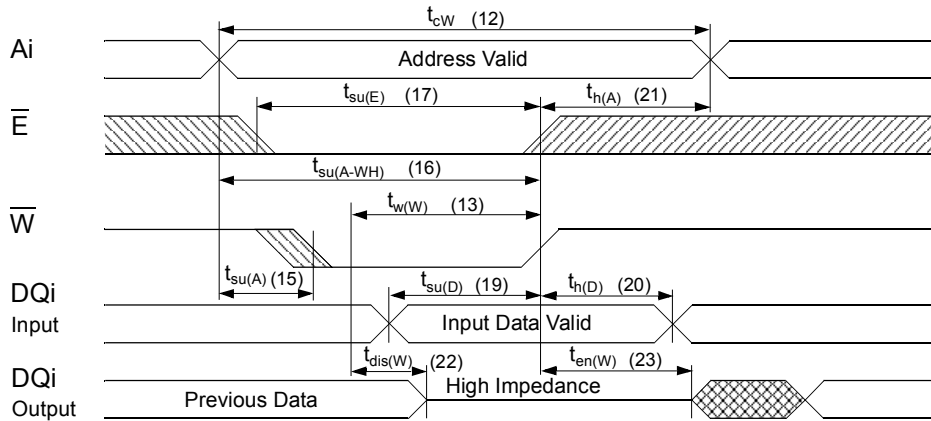 t_cW (12)
Ai
Address Valid
t_su(E) (17)
t_h(A) (21)
E̅
t_su(A-WH) (16)
t_w(W) (13)
W̅
t_su(A) (15)
t_su(D) (19)
t_h(D) (20)
DQi
Input
Input Data Valid
t_dis(W) (22)
t_en(W) (23)
DQi
Output
Previous Data
High Impedance